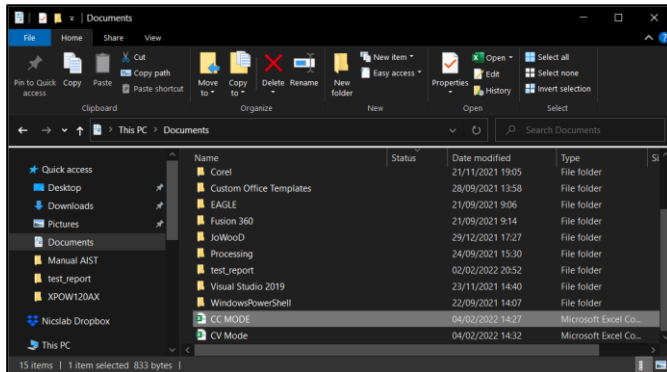 Documents
File Home Share View
Pin to Quick access
Copy
Paste
Cut
Copy path
Paste shortcut
Clipboard
Move to
Copy to
Delete
Rename
Organize
New folder
New item
Easy access
New
Properties
Open
Edit
History
Open
Select all
Select none
Invert selection
Select
This PC > Documents
Search Documents
Quick access
Desktop
Downloads
Pictures
Documents
Manual AIST
test_report
XPOW120AX
Nicslab Dropbox
This PC
Name Status Date modified Type Si
Corel 21/11/2021 19:05 File folder
Custom Office Templates 28/09/2021 13:58 File folder
EAGLE 21/09/2021 9:06 File folder
Fusion 360 21/09/2021 9:14 File folder
JoWooD 29/12/2021 17:27 File folder
Processing 24/09/2021 15:30 File folder
test_report 02/02/2022 20:52 File folder
Visual Studio 2019 23/11/2021 14:40 File folder
WindowsPowerShell 22/09/2021 14:07 File folder
CC MODE 04/02/2022 14:27 Microsoft Excel Co...
CV Mode 04/02/2022 14:32 Microsoft Excel Co...
15 items | 1 item selected 833 bytes |